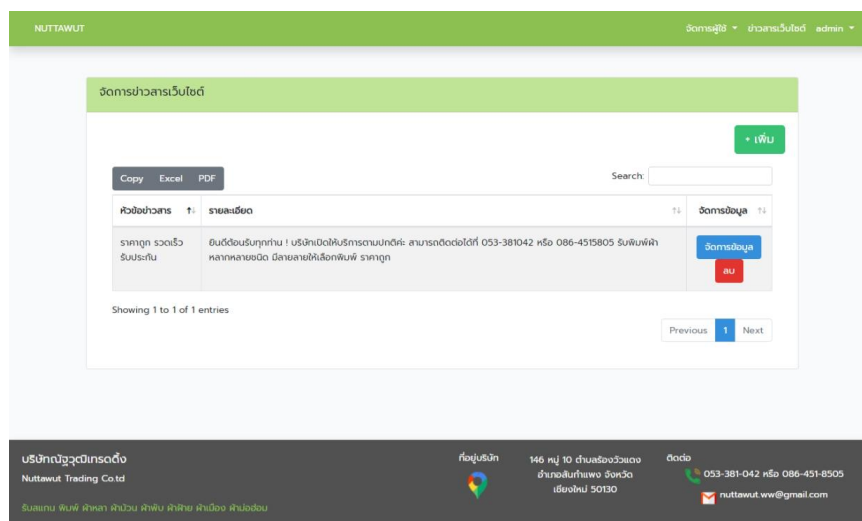 NUTTAWUT จัดการผู้ใช้ ข่าวสารเว็บไซต์ admin
จัดการข่าวสารเว็บไซต์
+ เพิ่ม
Copy Excel PDF Search:
หัวข้อข่าวสาร รายละเอียด จัดการข้อมูล
ราคาถูก รวดเร็ว ยินดีต้อนรับทุกท่าน ! บริษัทเปิดให้บริการตามปกติค่ะ สามารถติดต่อได้ที่ 053-381042 หรือ 086-4515805 รับพิมพ์ผ้า จัดการข้อมูล
รับประกัน หลากหลายชนิด มีลายลายให้เลือกพิมพ์ ราคาถูก ลบ
Showing 1 to 1 of 1 entries
Previous 1 Next
บริษัทณัฐวุฒิเทรดดิ้ง ที่อยู่บริษัท 146 หมู่ 10 ตำบลร้องวัวแดง ติดต่อ
Nuttawut Trading Co.td อำเภอสันกำแพง จังหวัด 053-381-042 หรือ 086-451-8505
เชียงใหม่ 50130 nuttawut.ww@gmail.com
รับสแกน พิมพ์ ผ้าหลา ผ้าม้วน ผ้าพับ ผ้าฝ้าย ผ้าเมือง ผ้าม่อฮ่อม